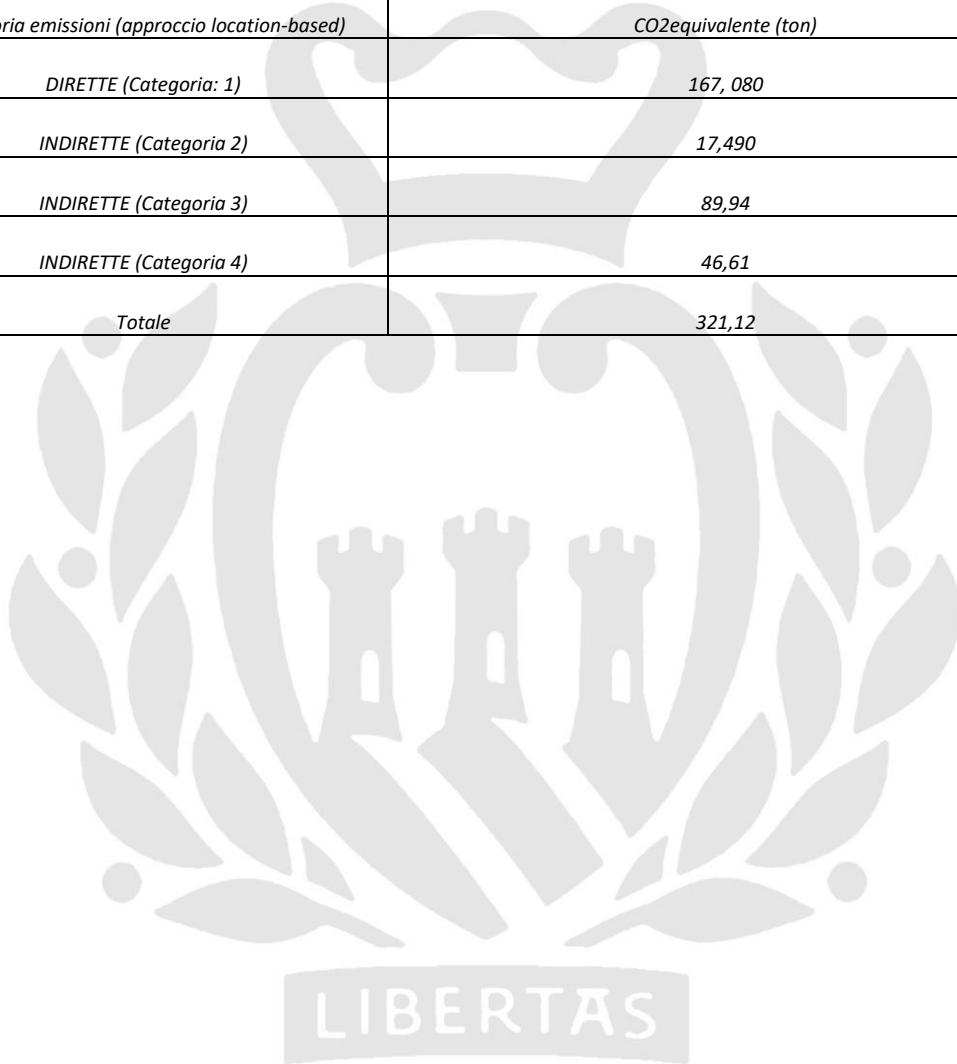 ria emissioni (approccio location-based) CO2equivalente (ton)
DIRETTE (Categoria: 1) 167, 080
INDIRETTE (Categoria 2) 17,490
INDIRETTE (Categoria 3) 89,94
INDIRETTE (Categoria 4) 46,61
Totale 321,12
LIBERTAS